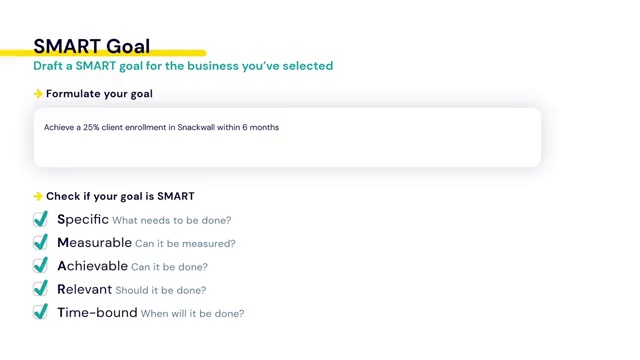 SMART Goal
Draft a SMART goal for the business you've selected
Formulate your goal
Achieve a 25% client enrollment in Snackwall within 6 months
Check if your goal is SMART
Specific What needs to be done?
Measurable Can it be measured?
Achievable Can it be done?
Relevant Should it be done?
Time-bound When will it be done?